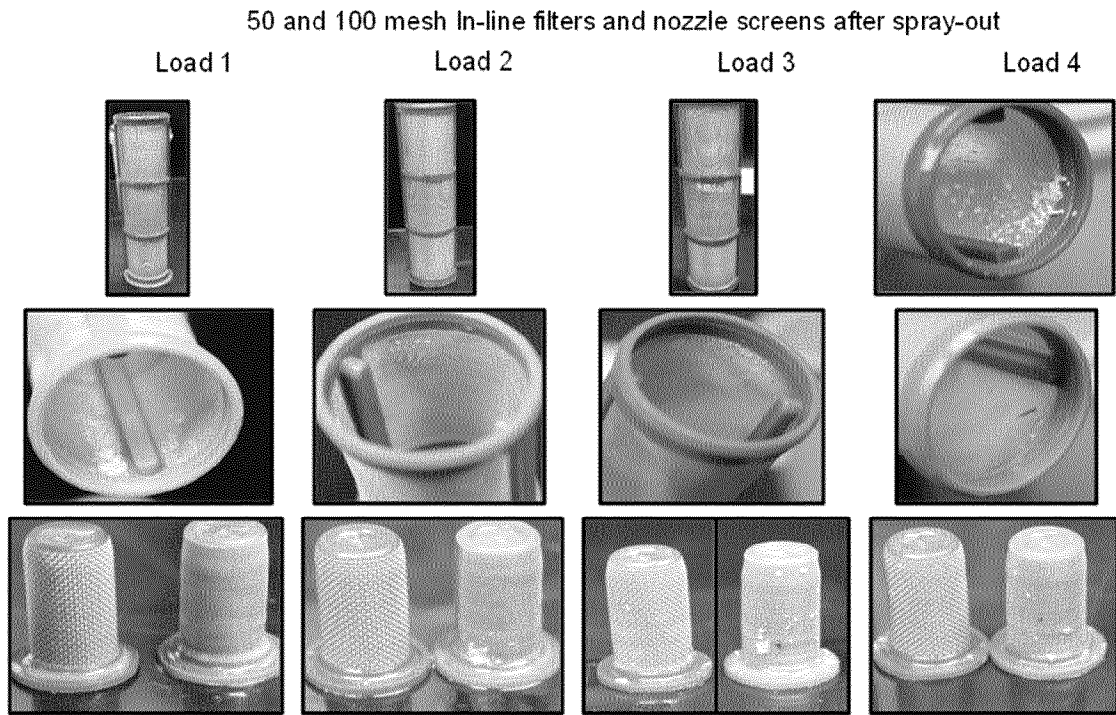 50 and 100 mesh In-line filters and nozzle screens after spray-out
Load 1 Load 2 Load 3 Load 4